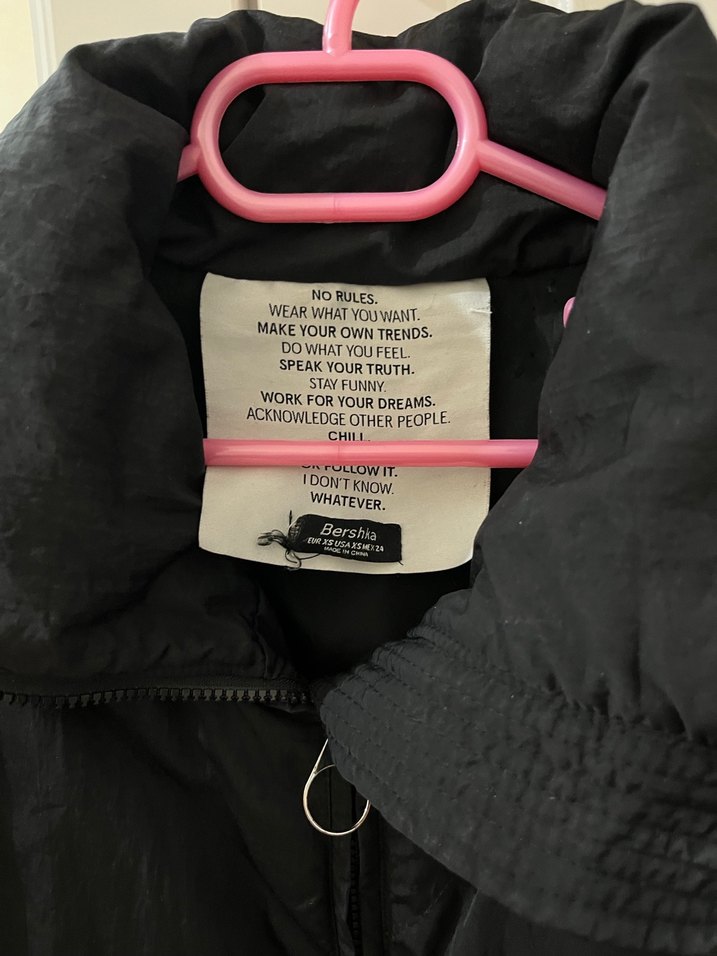 NO RULES.
WEAR WHAT YOU WANT.
MAKE YOUR OWN TRENDS.
DO WHAT YOU FEEL.
SPEAK YOUR TRUTH.
STAY FUNNY.
WORK FOR YOUR DREAMS.
ACKNOWLEDGE OTHER PEOPLE.
CHILL.
OR FOLLOW IT.
I DON'T KNOW.
WHATEVER.
Bershka
EUR XS USA XS MEX 24
MADE IN CHINA